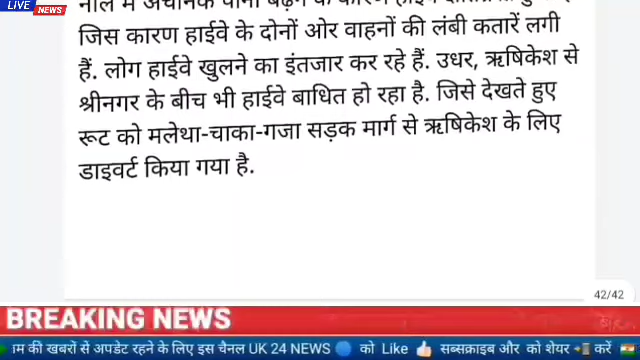 LIVE
NEWS
जिस कारण हाईवे के दोनों ओर वाहनों की लंबी कतारें लगी
हैं. लोग हाईवे खुलने का इंतजार कर रहे हैं. उधर, ऋषिकेश से
श्रीनगर के बीच भी हाईवे बाधित हो रहा है. जिसे देखते हुए
रूट को मलेथा-चाका-गजा सड़क मार्ग से ऋषिकेश के लिए
डाइवर्ट किया गया है.
42/42
BREAKING NEWS
की खबरों से अपडेट रहने के लिए इस चैनल UK 24 NEWS 🔵 को Like 👍 सब्सक्राइब और को शेयर 📲 करें 🇮🇳